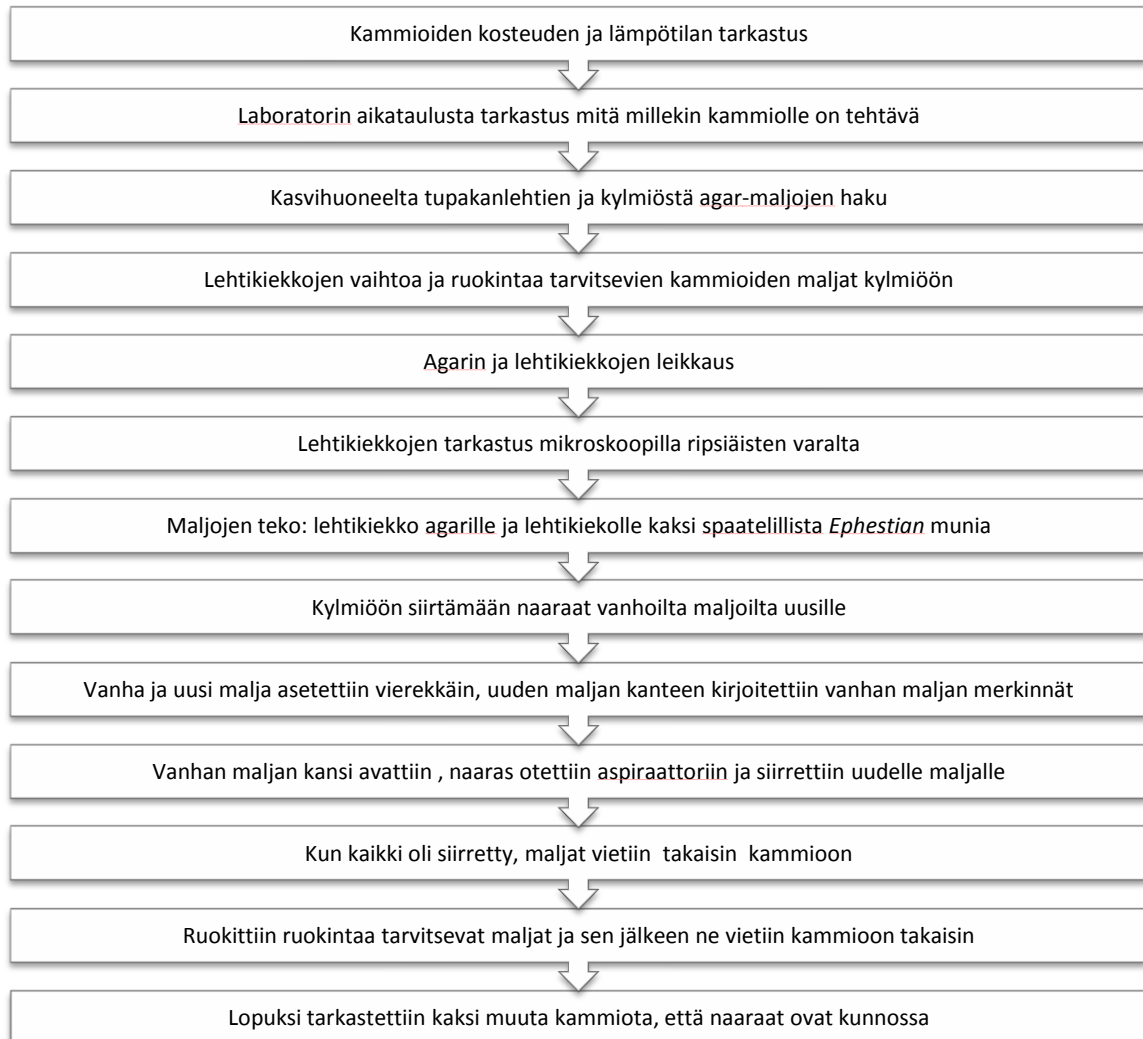 Kammioiden kosteuden ja lämpötilan tarkastus
Laboratorin aikataulusta tarkastus mitä millekin kammiolle on tehtävä
Kasvihuoneelta tupakanlehtien ja kylmiöstä agar-maljojen haku
Lehtikiekkojen vaihtoa ja ruokintaa tarvitsevien kammioiden maljat kylmiöön
Agarin ja lehtikiekkojen leikkaus
Lehtikiekkojen tarkastus mikroskoopilla ripsiäisten varalta
Maljojen teko: lehtikiekko agarille ja lehtikiekolle kaksi spaatelillista Ephestian munia
Kylmiöön siirtämään naaraat vanhoilta maljoilta uusille
Vanha ja uusi malja asetettiin vierekkäin, uuden maljan kanteen kirjoitettiin vanhan maljan merkinnät
Vanhan maljan kansi avattiin , naaras otettiin aspiraattoriin ja siirrettiin uudelle maljalle
Kun kaikki oli siirretty, maljat vietiin takaisin kammioon
Ruokittiin ruokintaa tarvitsevat maljat ja sen jälkeen ne vietiin kammioon takaisin
Lopuksi tarkastettiin kaksi muuta kammiota, että naaraat ovat kunnossa